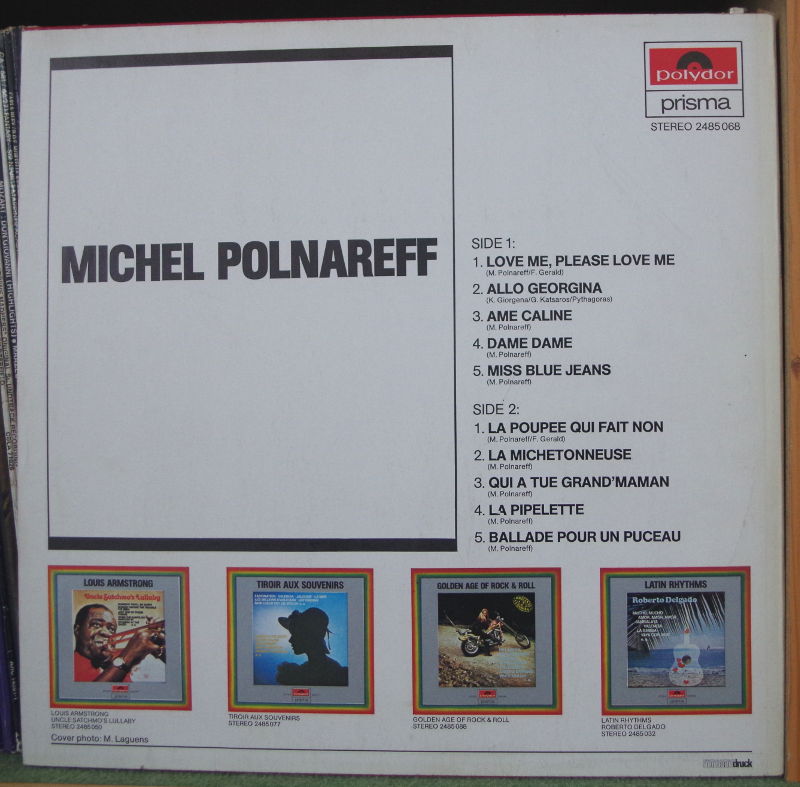 polydor
prisma
STEREO 2485 068
MICHEL POLNAREFF
SIDE 1:
1. LOVE ME, PLEASE LOVE ME
(M. Polnareff/F. Gerald)
2. ALLO GEORGINA
(K. Giorgena/G. Katsaros/Pythagoras)
3. AME CALINE
(M. Polnareff)
4. DAME DAME
(M. Polnareff)
5. MISS BLUE JEANS
(M. Polnareff)
SIDE 2:
1. LA POUPEE QUI FAIT NON
(M. Polnareff/F. Gerald)
2. LA MICHETONNEUSE
(M. Polnareff)
3. QUI A TUE GRAND'MAMAN
(M. Polnareff)
4. LA PIPELETTE
(M. Polnareff)
5. BALLADE POUR UN PUCEAU
(M. Polnareff)
LOUIS ARMSTRONG
Uncle Satchmo's Lullaby
TIROIR AUX SOUVENIRS
GOLDEN AGE OF ROCK & ROLL
LATIN RHYTHMS
Roberto Delgado
LOUIS ARMSTRONG
UNCLE SATCHMO'S LULLABY
STEREO 2485 050
TIROIR AUX SOUVENIRS
STEREO 2485 077
GOLDEN AGE OF ROCK & ROLL
STEREO 2485 086
LATIN RHYTHMS
ROBERTO DELGADO
STEREO 2485 032
Cover photo: M. Laguens
druck